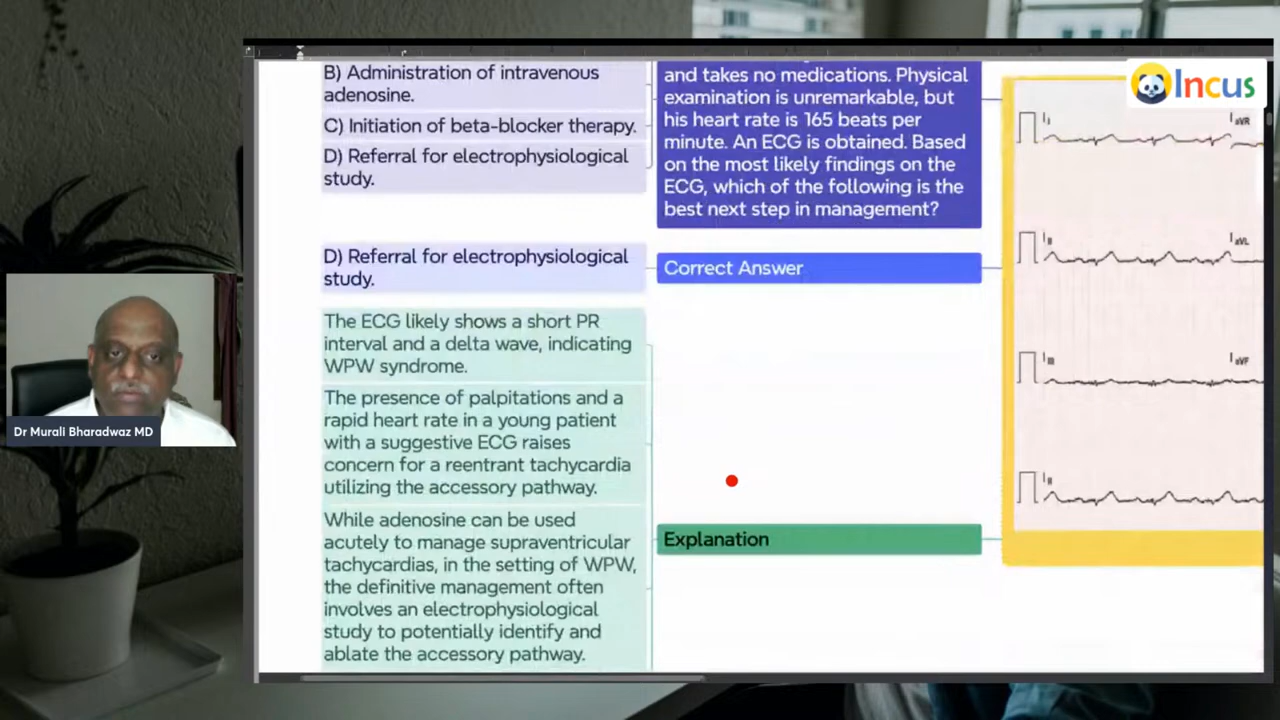 Incus
B) Administration of intravenous
adenosine.
C) Initiation of beta-blocker therapy.
D) Referral for electrophysiological
study.
and takes no medications. Physical
examination is unremarkable, but
his heart rate is 165 beats per
minute. An ECG is obtained. Based
on the most likely findings on the
ECG, which of the following is the
best next step in management?
D) Referral for electrophysiological
study.
Correct Answer
The ECG likely shows a short PR
interval and a delta wave, indicating
WPW syndrome.
The presence of palpitations and a
rapid heart rate in a young patient
with a suggestive ECG raises
concern for a reentrant tachycardia
utilizing the accessory pathway.
While adenosine can be used
acutely to manage supraventricular
tachycardias, in the setting of WPW,
the definitive management often
involves an electrophysiological
study to potentially identify and
ablate the accessory pathway.
Explanation
I
aVR
II
aVL
III
aVF
II
Dr Murali Bharadwaz MD